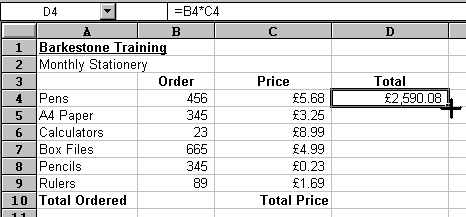 D4 =B4*C4
A B C D
1 Barkestone Training
2 Monthly Stationery
3 Order Price Total
4 Pens 456 £5.68 £2,590.08
5 A4 Paper 345 £3.25
6 Calculators 23 £8.99
7 Box Files 665 £4.99
8 Pencils 345 £0.23
9 Rulers 89 £1.69
10 Total Ordered Total Price
11